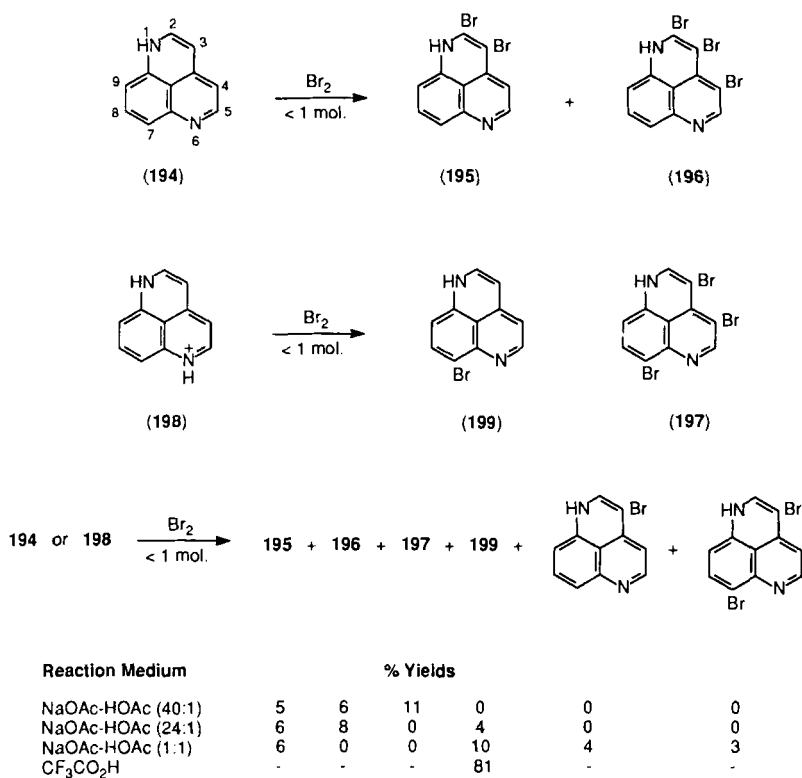 Br
1 2
HN 3
9 4
8 5
7 N
6
(194)
Br2
< 1 mol.
Br
HN Br
N
(195)
+
Br
HN Br
Br
N
(196)
HN
N+
H
(198)
Br2
< 1 mol.
HN
N
Br
(199)
HN Br
Br
N
Br
(197)
194 or 198
Br2
< 1 mol.
195 + 196 + 197 + 199 +
HN Br
N
+
HN Br
N
Br
Reaction Medium % Yields
NaOAc-HOAc (40:1) 5 6 11 0 0 0
NaOAc-HOAc (24:1) 6 8 0 4 0 0
NaOAc-HOAc (1:1) 6 0 0 10 4 3
CF3CO2H - - - 81 - -